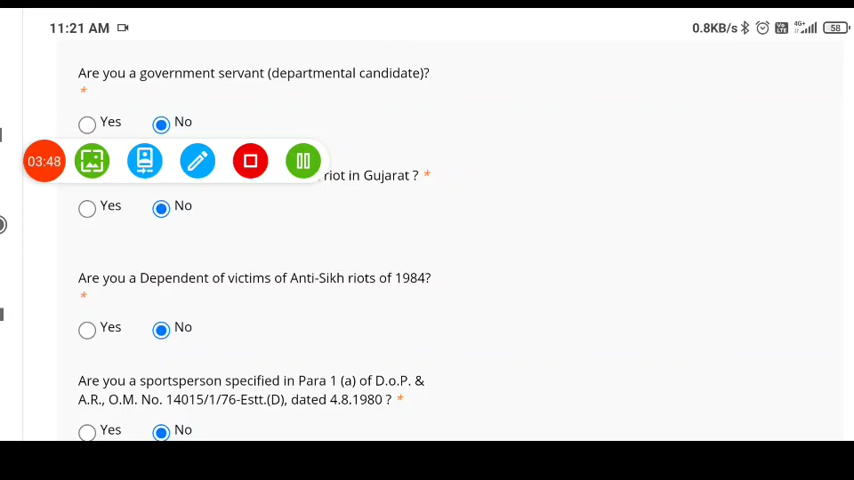 11:21 AM
0.8KB/s 4G+ 58
Are you a government servant (departmental candidate)?
*
Yes No
03:48
riot in Gujarat ? *
Yes No
Are you a Dependent of victims of Anti-Sikh riots of 1984?
*
Yes No
Are you a sportsperson specified in Para 1 (a) of D.o.P. &
A.R., O.M. No. 14015/1/76-Estt.(D), dated 4.8.1980 ? *
Yes No